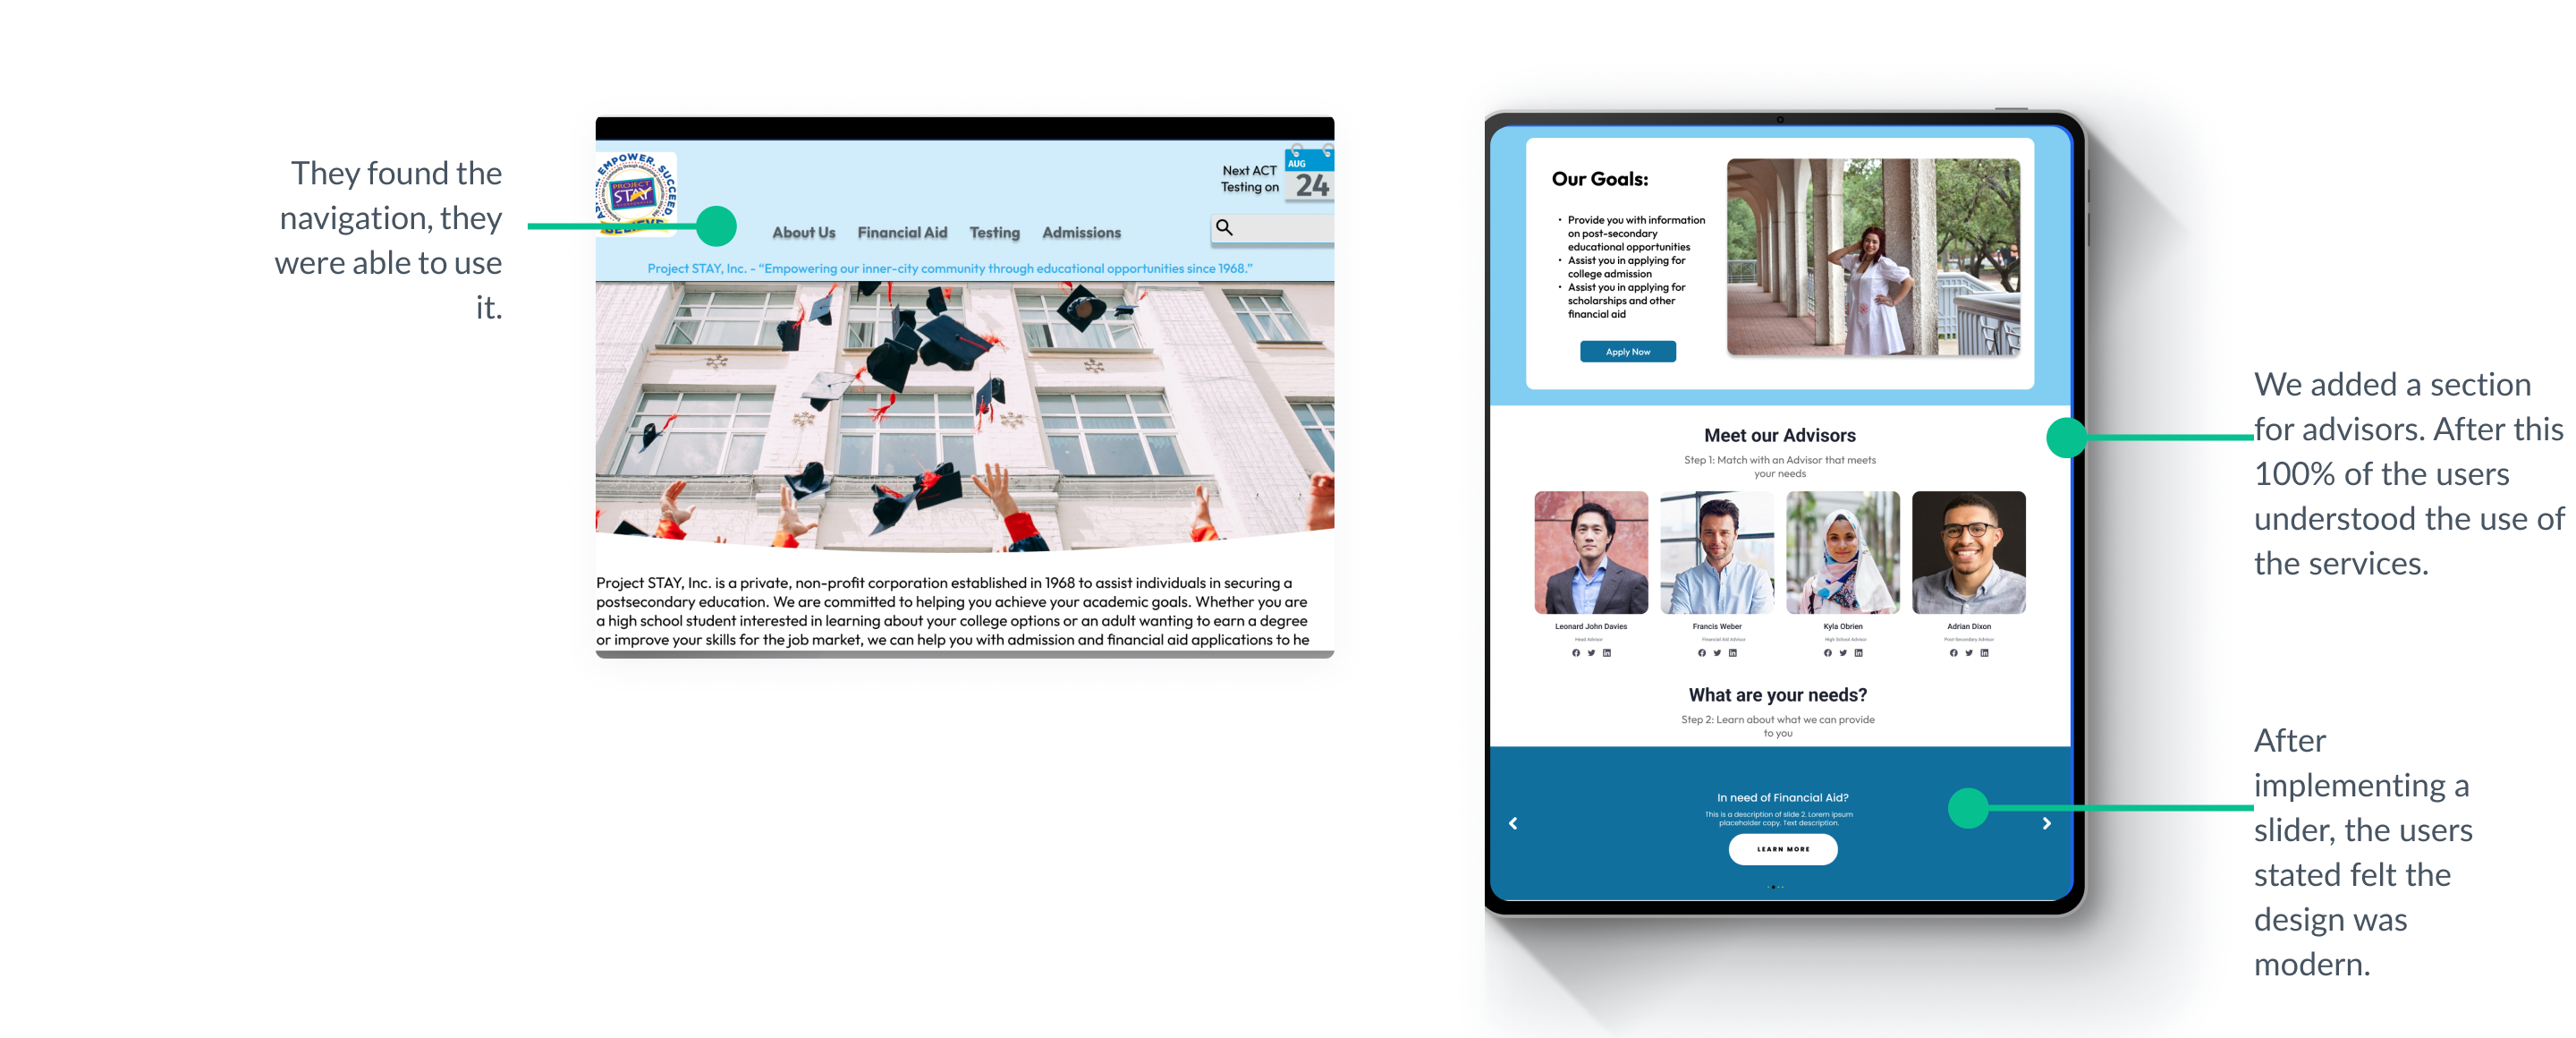 They found the
navigation, they
were able to use
it.
EMPOWER. SUCCEED
PROJECT
STAY
BELIEVE
Next ACT
Testing on
AUG
24
About Us Financial Aid Testing Admissions
Project STAY, Inc. - “Empowering our inner-city community through educational opportunities since 1968.”
Project STAY, Inc. is a private, non-profit corporation established in 1968 to assist individuals in securing a
postsecondary education. We are committed to helping you achieve your academic goals. Whether you are
a high school student interested in learning about your college options or an adult wanting to earn a degree
or improve your skills for the job market, we can help you with admission and financial aid applications to he
Our Goals:
• Provide you with information
on post-secondary
educational opportunities
• Assist you in applying for
college admission
• Assist you in applying for
scholarships and other
financial aid
Apply Now
Meet our Advisors
Step 1: Match with an Advisor that meets
your needs
Leonard John Davies Francis Weber Kyla Obrien Adrian Dixon
Head Advisor Financial Aid Advisor High School Advisor Post-Secondary Advisor
What are your needs?
Step 2: Learn about what we can provide
to you
In need of Financial Aid?
This is a description of slide 2. Lorem ipsum
placeholder copy. Text description.
LEARN MORE
We added a section
for advisors. After this
100% of the users
understood the use of
the services.
After
implementing a
slider, the users
stated felt the
design was
modern.